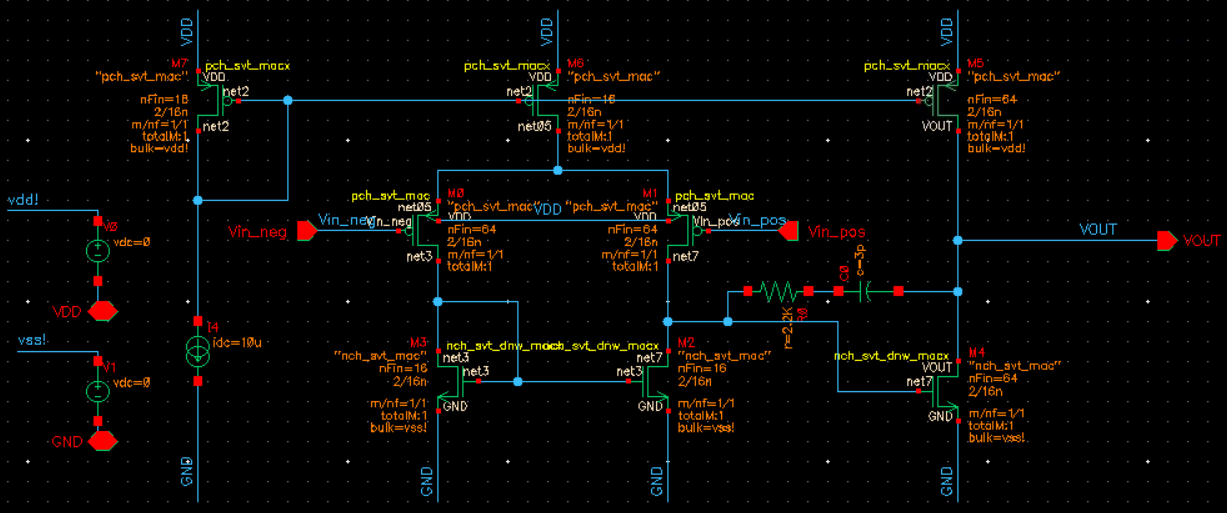 VDD
VDD
VDD
M7
pch_svt_macx
"pch_svt_mac"
VDD
nFin=16
2/16n
m/nf=1/1
totalM:1
bulk=vdd!
net2
net2
pch_svt_macx
M6
VDD
"pch_svt_mac"
nFin=16
2/16n
m/nf=1/1
totalM:1
bulk=vdd!
net2
net05
pch_svt_macx
M5
VDD
"pch_svt_mac"
nFin=64
2/16n
m/nf=1/1
totalM:1
bulk=vdd!
net2
VOUT
vdd!
V0
vdc=0
VDD
vss!
V1
vdc=0
GND
I4
idc=10u
GND
pch_svt_mac
M0
net05
"pch_svt_mac"
VDD
Vin_neg
Vin_neg
Vin_neg
nFin=64
2/16n
m/nf=1/1
totalM:1
net3
VDD
M1
pch_svt_mac
net05
"pch_svt_mac"
VDD
Vin_pos
Vin_pos
Vin_pos
nFin=64
2/16n
m/nf=1/1
totalM:1
net7
C0
c=3p
r=2.2K
R0
VOUT
VOUT
M3
nch_svt_dnw_macx
"nch_svt_mac"
net3
nFin=16
net3
2/16n
GND
m/nf=1/1
totalM:1
bulk=vss!
GND
nch_svt_dnw_macx
M2
net7
"nch_svt_mac"
net3
nFin=16
2/16n
GND
m/nf=1/1
totalM:1
bulk=vss!
GND
nch_svt_dnw_macx
M4
VOUT
"nch_svt_mac"
net7
nFin=64
2/16n
GND
m/nf=1/1
totalM:1
bulk=vss!
GND